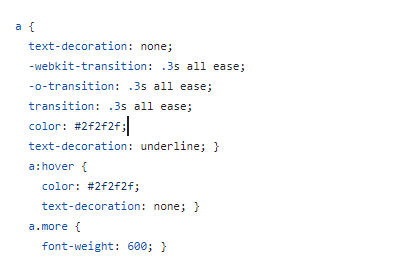 a {
text-decoration: none;
-webkit-transition: .3s all ease;
-o-transition: .3s all ease;
transition: .3s all ease;
color: #2f2f2f;
text-decoration: underline; }
a:hover {
color: #2f2f2f;
text-decoration: none; }
a.more {
font-weight: 600; }